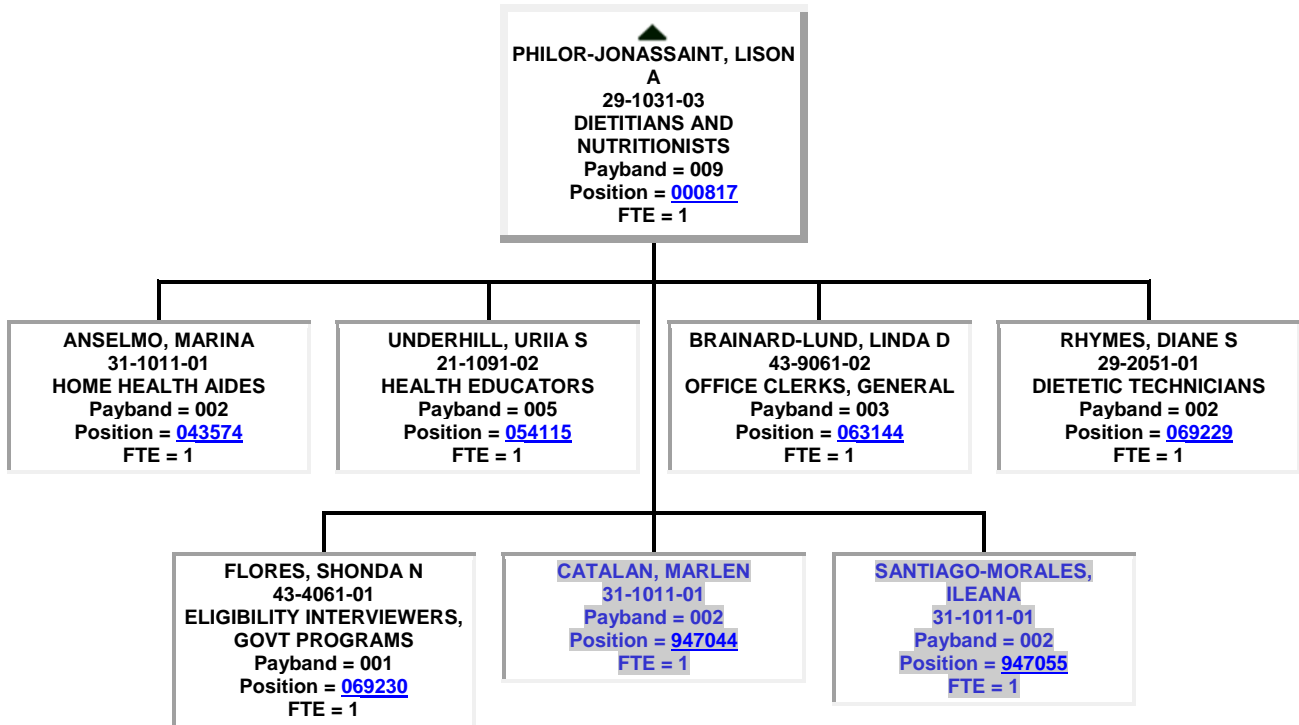 PHILOR-JONASSAINT, LISON
A
29-1031-03
DIETITIANS AND
NUTRITIONISTS
Payband = 009
Position = 000817
FTE = 1
ANSELMO, MARINA
31-1011-01
HOME HEALTH AIDES
Payband = 002
Position = 043574
FTE = 1
UNDERHILL, URIIA S
21-1091-02
HEALTH EDUCATORS
Payband = 005
Position = 054115
FTE = 1
BRAINARD-LUND, LINDA D
43-9061-02
OFFICE CLERKS, GENERAL
Payband = 003
Position = 063144
FTE = 1
RHYMES, DIANE S
29-2051-01
DIETETIC TECHNICIANS
Payband = 002
Position = 069229
FTE = 1
FLORES, SHONDA N
43-4061-01
ELIGIBILITY INTERVIEWERS,
GOVT PROGRAMS
Payband = 001
Position = 069230
FTE = 1
CATALAN, MARLEN
31-1011-01
Payband = 002
Position = 947044
FTE = 1
SANTIAGO-MORALES,
ILEANA
31-1011-01
Payband = 002
Position = 947055
FTE = 1